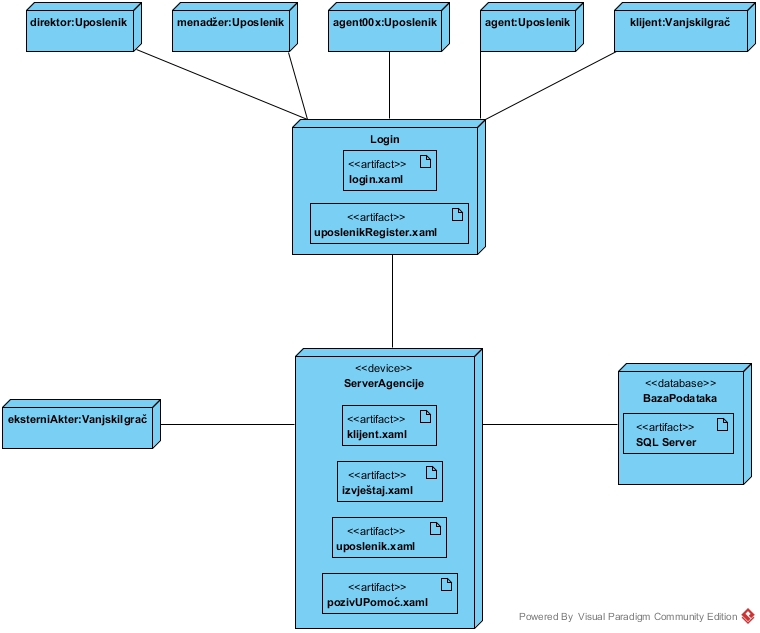 direktor:Uposlenik
menadžer:Uposlenik
agent00x:Uposlenik
agent:Uposlenik
klijent:VanjskiIgrač
Login
<<artifact>>
login.xaml
<<artifact>>
uposlenikRegister.xaml
<<device>>
ServerAgencije
<<artifact>>
klijent.xaml
<<artifact>>
izvještaj.xaml
<<artifact>>
uposlenik.xaml
<<artifact>>
pozivUPomoć.xaml
eksterniAkter:VanjskiIgrač
<<database>>
BazaPodataka
<<artifact>>
SQL Server
Powered By Visual Paradigm Community Edition